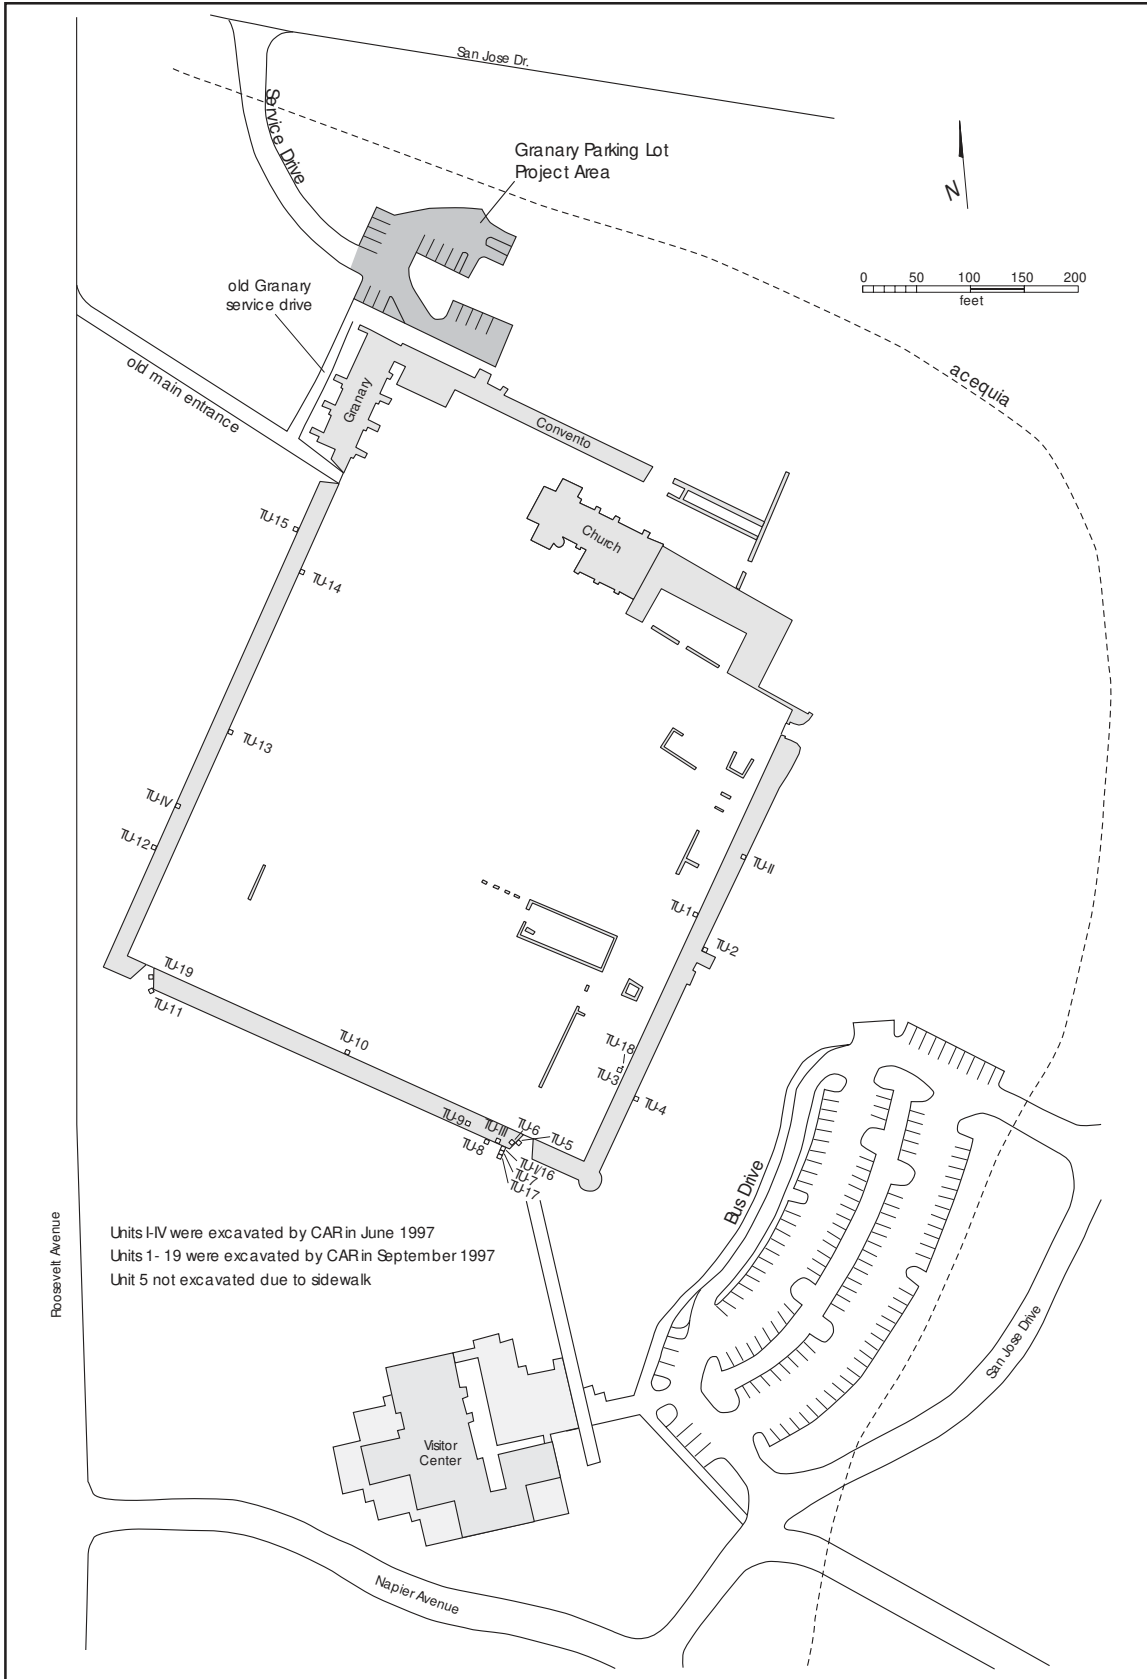 San Jose Dr.
Service Drive
Granary Parking Lot
Project Area
N
old Granary
service drive
0 50 100 150 200
feet
old main entrance
Granary
Convento
acequia
Church
TU-15
TU-14
TU-13
TU-IV
TU-12
TU-II
TU-1
TU-2
TU-19
TU-11
TU-10
TU-18
TU-3
TU-4
TU-9
TU-III
TU-6
TU-5
TU-8
TU-I/16
TU-7
TU-17
Bus Drive
Roosevelt Avenue
Units I-IV were excavated by CAR in June 1997
Units 1- 19 were excavated by CAR in September 1997
Unit 5 not excavated due to sidewalk
San Jose Drive
Visitor
Center
Napier Avenue